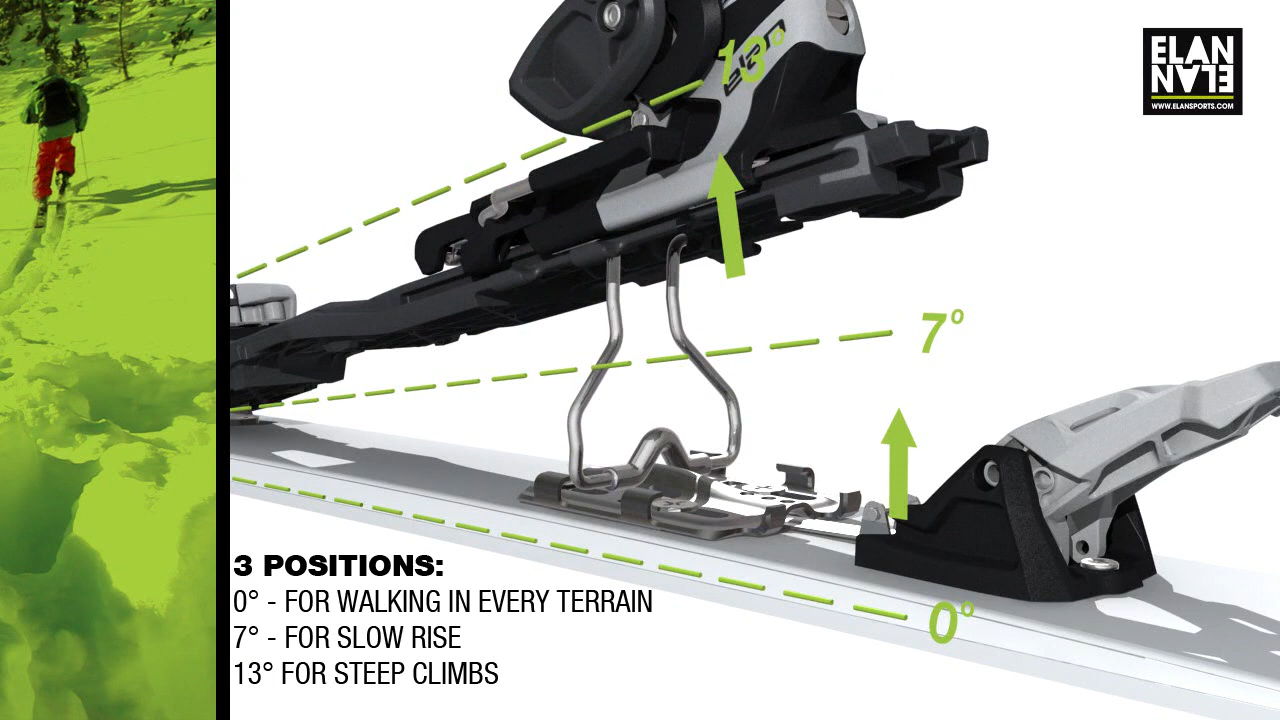 13°
elan
ELAN
NAƎLƎ
WWW.ELANSPORTS.COM
7°
0°
3 POSITIONS:
0° - FOR WALKING IN EVERY TERRAIN
7° - FOR SLOW RISE
13° FOR STEEP CLIMBS